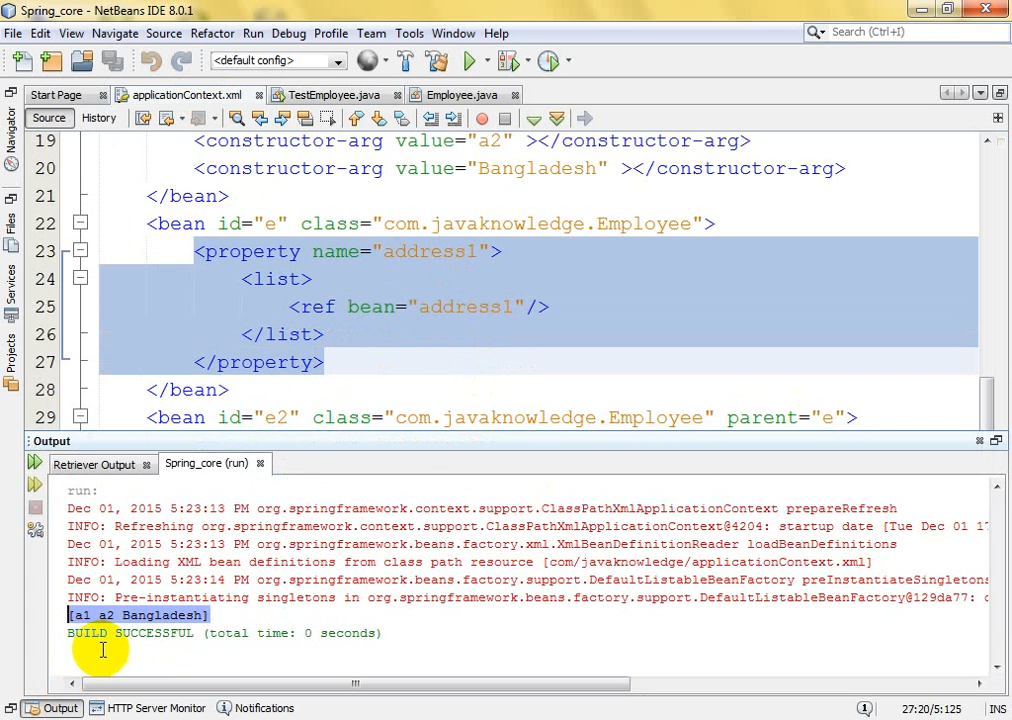 Spring_core - NetBeans IDE 8.0.1
File Edit View Navigate Source Refactor Run Debug Profile Team Tools Window Help
Search (Ctrl+I)
<default config>
Start Page applicationContext.xml TestEmployee.java Employee.java
Source History
Navigator
Files
Services
Projects
19 <constructor-arg value="a2" ></constructor-arg>
20 <constructor-arg value="Bangladesh" ></constructor-arg>
21 </bean>
22 <bean id="e" class="com.javaknowledge.Employee">
23 <property name="address1">
24 <list>
25 <ref bean="address1"/>
26 </list>
27 </property>
28 </bean>
29 <bean id="e2" class="com.javaknowledge.Employee" parent="e">
Output
Retriever Output Spring_core (run)
run:
Dec 01, 2015 5:23:13 PM org.springframework.context.support.ClassPathXmlApplicationContext prepareRefresh
INFO: Refreshing org.springframework.context.support.ClassPathXmlApplicationContext@4204: startup date [Tue Dec 01 17
Dec 01, 2015 5:23:13 PM org.springframework.beans.factory.xml.XmlBeanDefinitionReader loadBeanDefinitions
INFO: Loading XML bean definitions from class path resource [com/javaknowledge/applicationContext.xml]
Dec 01, 2015 5:23:14 PM org.springframework.beans.factory.support.DefaultListableBeanFactory preInstantiateSingletons
INFO: Pre-instantiating singletons in org.springframework.beans.factory.support.DefaultListableBeanFactory@129da77:
[a1 a2 Bangladesh]
BUILD SUCCESSFUL (total time: 0 seconds)
Output HTTP Server Monitor Notifications 27:20/5:125 INS